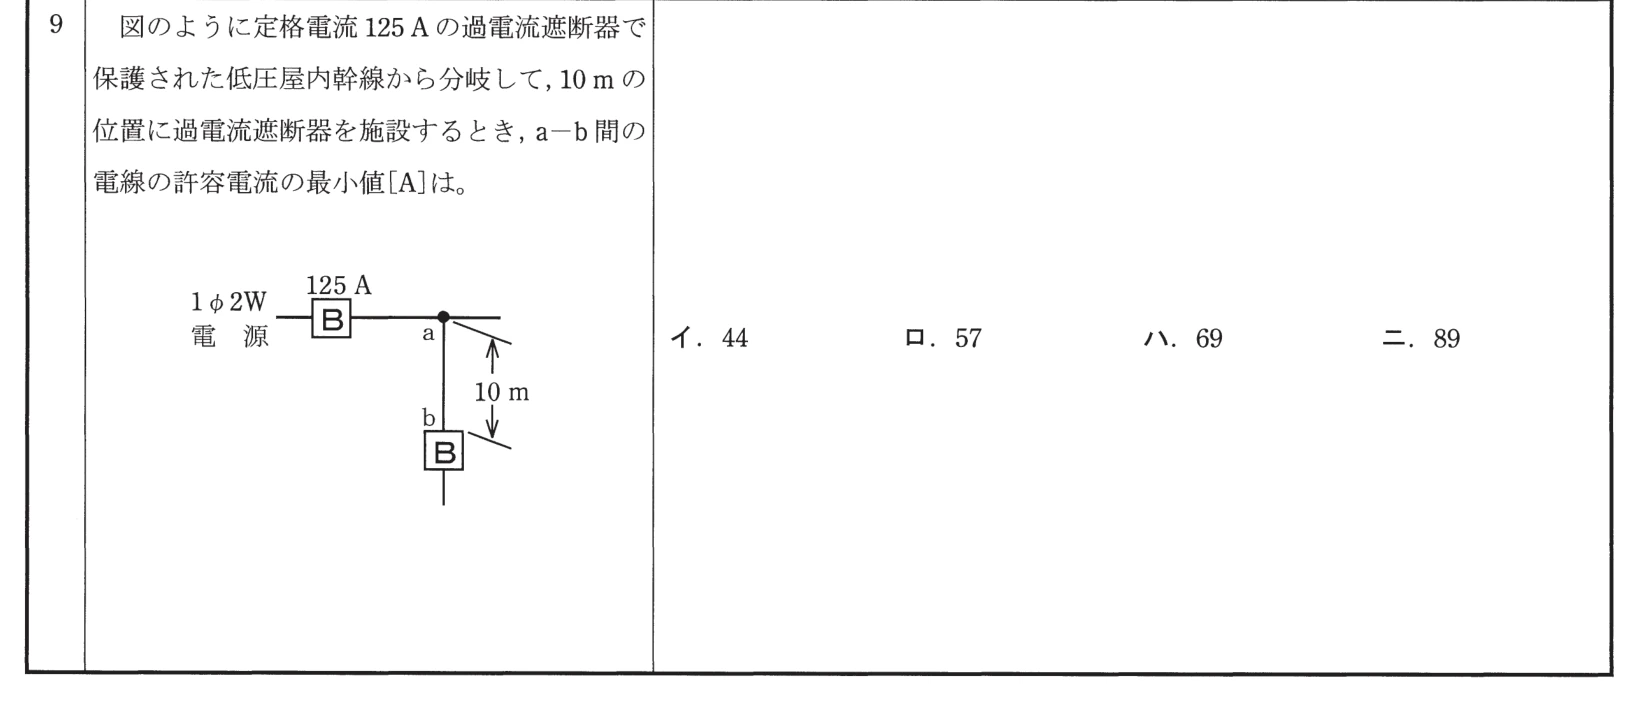 9
図のように定格電流 125 A の過電流遮断器で
保護された低圧屋内幹線から分岐して, 10 m の
位置に過電流遮断器を施設するとき, a－b 間の
電線の許容電流の最小値[A]は。
125 A
1φ2W
電 源
B
a
10 m
b
B
イ. 44 ロ. 57 ハ. 69 ニ. 89